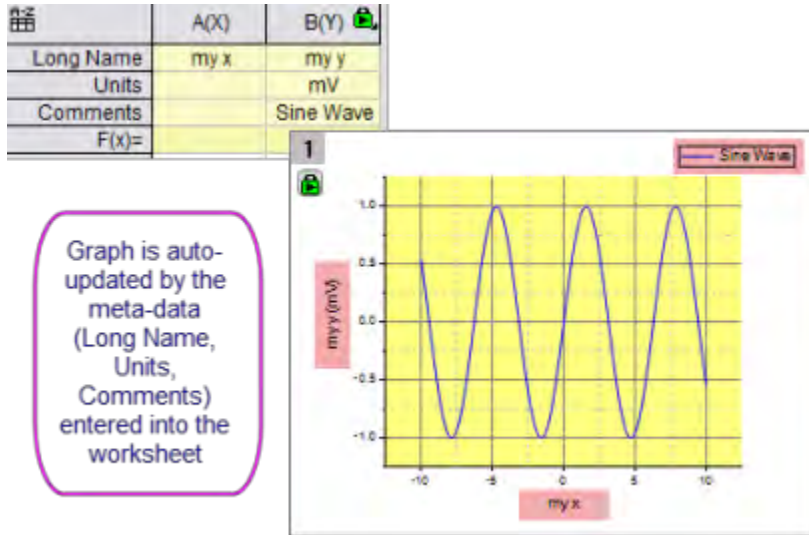 A(X) B(Y)
Long Name my x my y
Units mV
Comments Sine Wave
F(x)=
1
Sine Wave
Graph is auto-
updated by the
meta-data
(Long Name,
Units,
Comments)
entered into the
worksheet
my y (mV)
1.0
0.5
0.0
-0.5
-1.0
-10 -5 0 5 10
my x